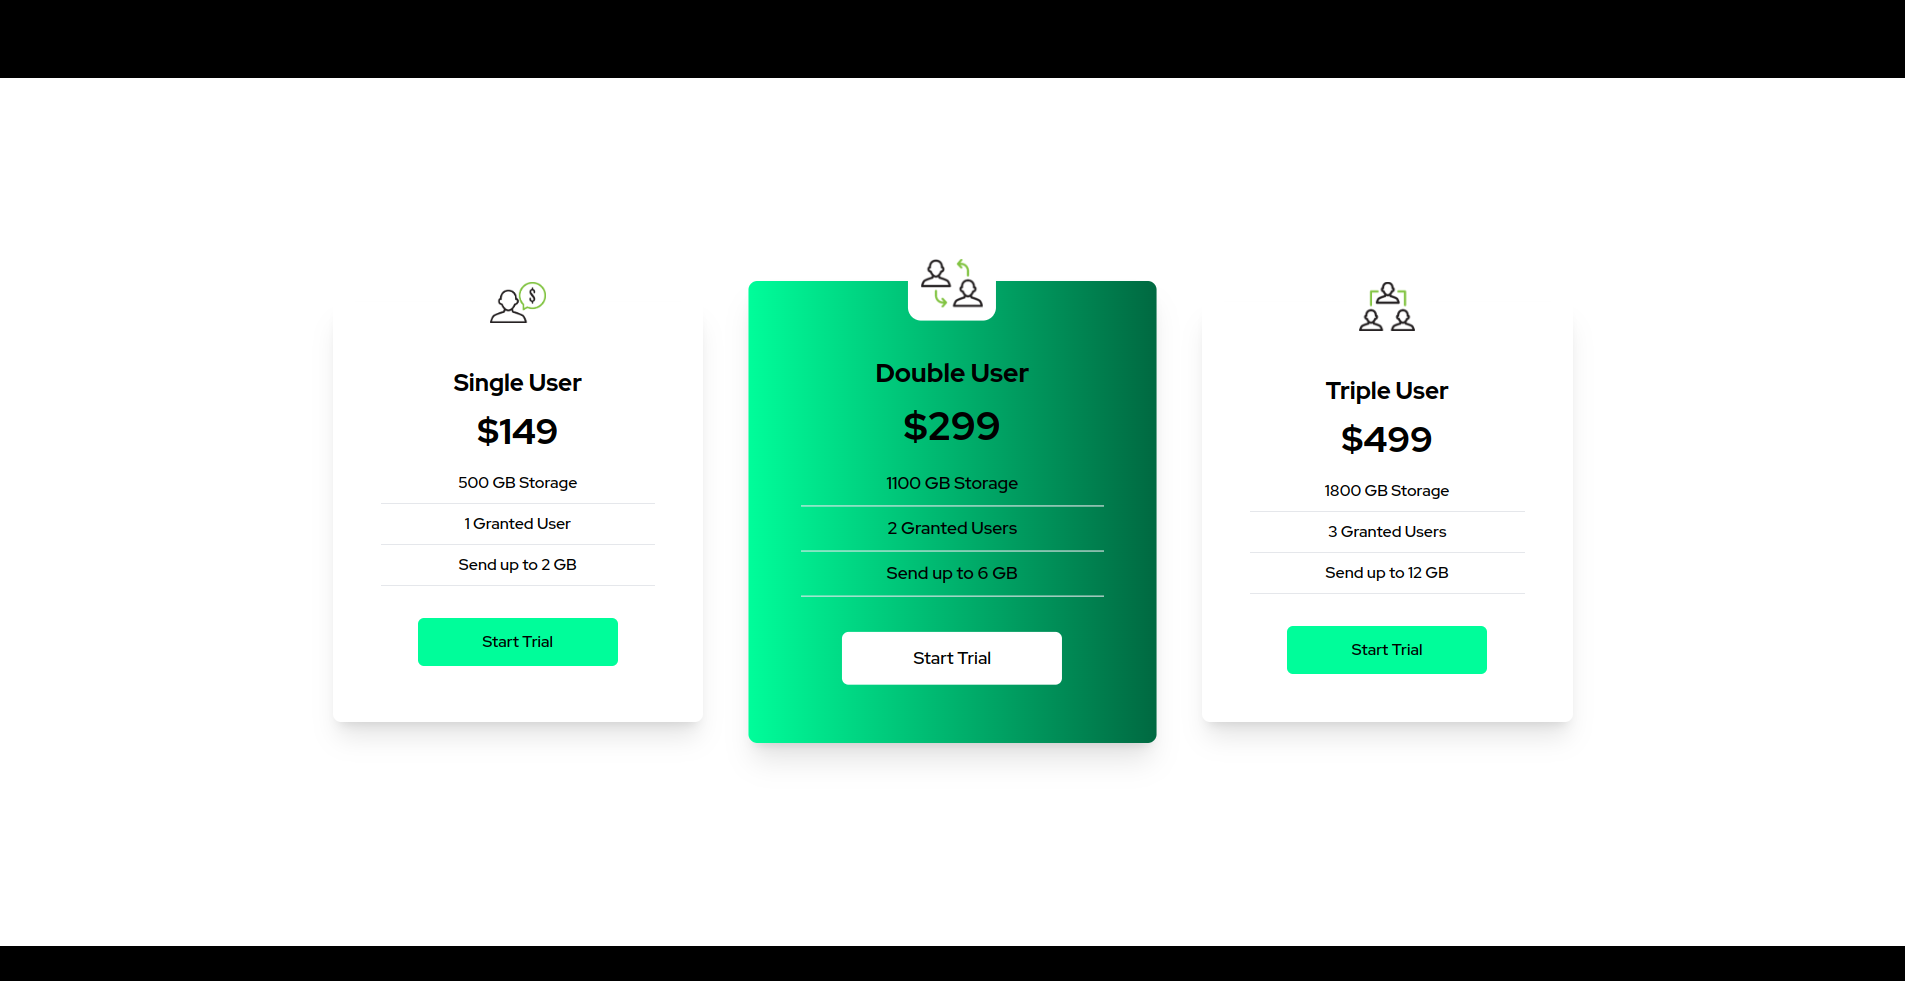 Single User
$149
500 GB Storage
1 Granted User
Send up to 2 GB
Start Trial
Double User
$299
1100 GB Storage
2 Granted Users
Send up to 6 GB
Start Trial
Triple User
$499
1800 GB Storage
3 Granted Users
Send up to 12 GB
Start Trial